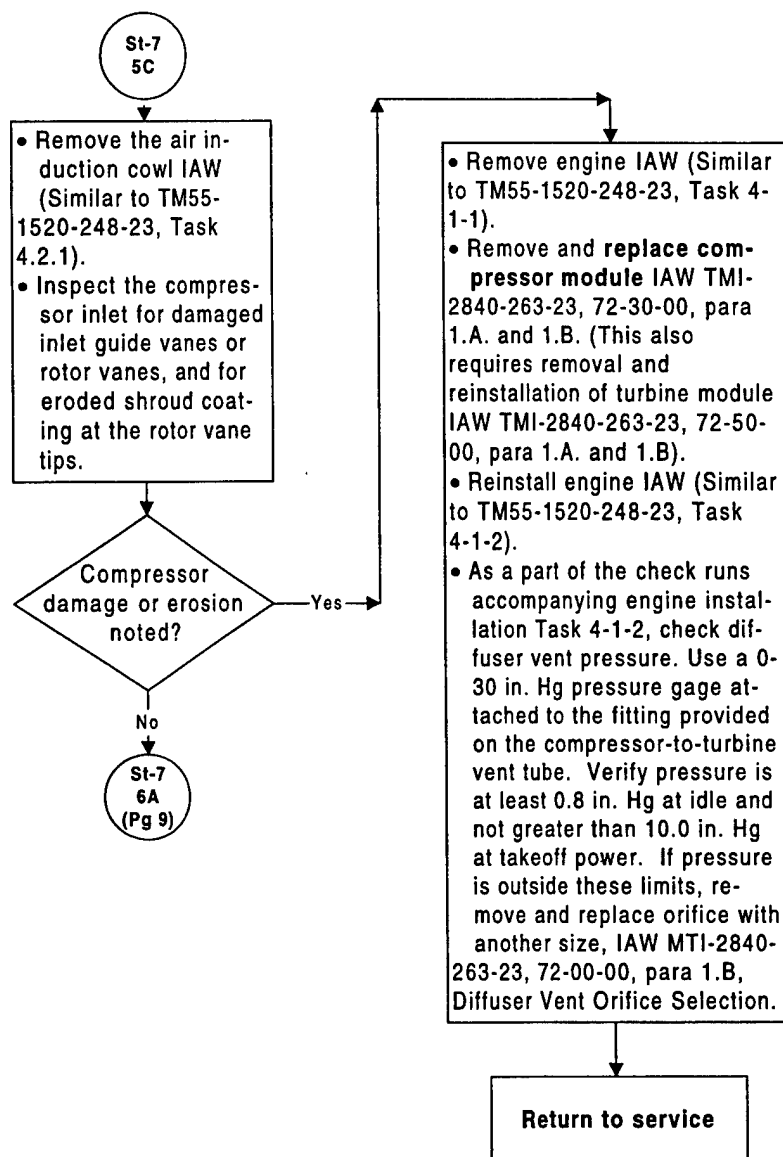 St-7
5C
• Remove the air in-
duction cowl IAW
(Similar to TM55-
1520-248-23, Task
4.2.1).
• Inspect the compres-
sor inlet for damaged
inlet guide vanes or
rotor vanes, and for
eroded shroud coat-
ing at the rotor vane
tips.
Compressor
damage or erosion
noted?
Yes
No
St-7
6A
(Pg 9)
• Remove engine IAW (Similar
to TM55-1520-248-23, Task 4-
1-1).
• Remove and replace com-
pressor module IAW TMI-
2840-263-23, 72-30-00, para
1.A. and 1.B. (This also
requires removal and
reinstallation of turbine module
IAW TMI-2840-263-23, 72-50-
00, para 1.A. and 1.B).
• Reinstall engine IAW (Similar
to TM55-1520-248-23, Task
4-1-2).
• As a part of the check runs
accompanying engine instal-
lation Task 4-1-2, check dif-
fuser vent pressure. Use a 0-
30 in. Hg pressure gage at-
tached to the fitting provided
on the compressor-to-turbine
vent tube. Verify pressure is
at least 0.8 in. Hg at idle and
not greater than 10.0 in. Hg
at takeoff power. If pressure
is outside these limits, re-
move and replace orifice with
another size, IAW MTI-2840-
263-23, 72-00-00, para 1.B,
Diffuser Vent Orifice Selection.
Return to service